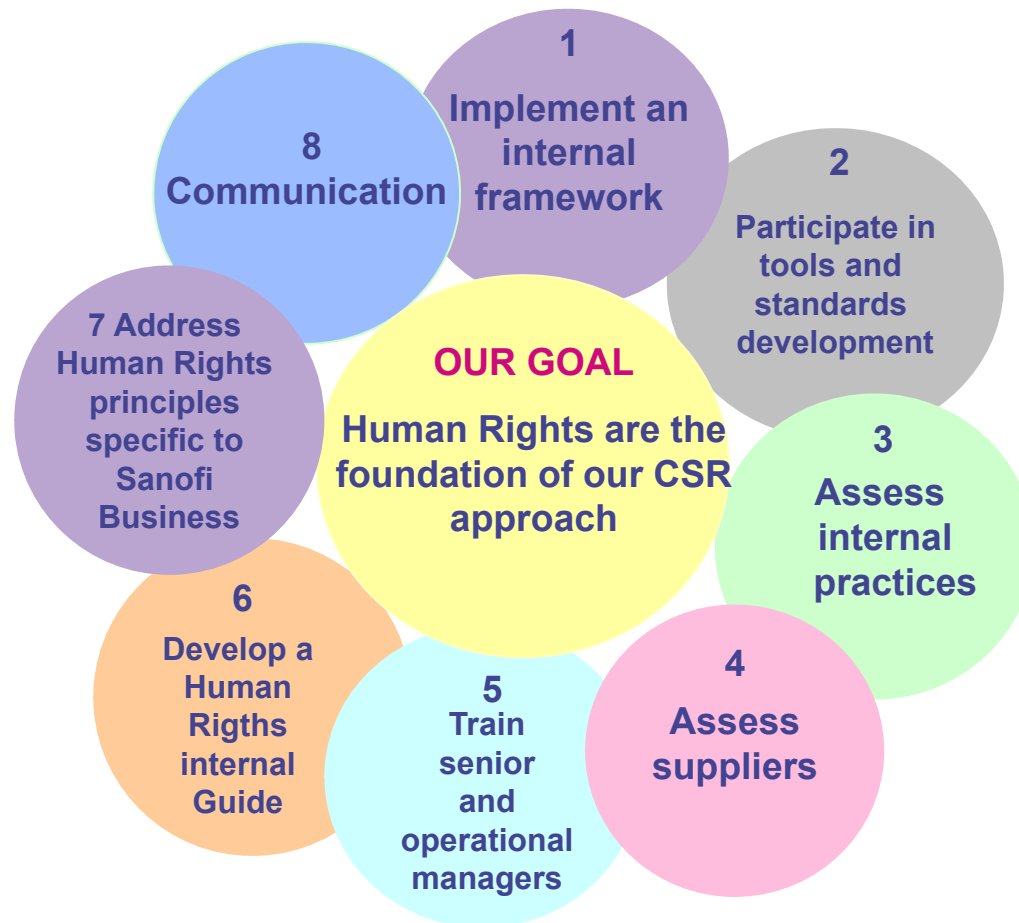 OUR GOAL
Human Rights are the
foundation of our CSR
approach
1
Implement an
internal
framework
2
Participate in
tools and
standards
development
3
Assess
internal
practices
4
Assess
suppliers
5
Train
senior
and
operational
managers
6
Develop a
Human
Rigths
internal
Guide
7 Address
Human Rights
principles
specific to
Sanofi
Business
8
Communication